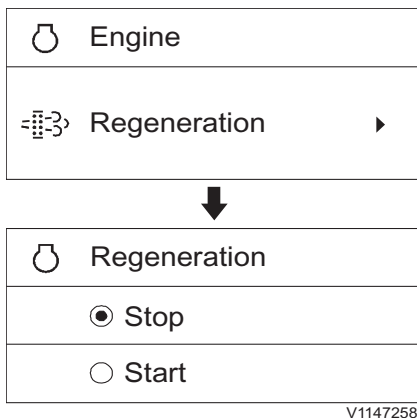 Engine
Regeneration
Regeneration
Stop
Start
V1147258